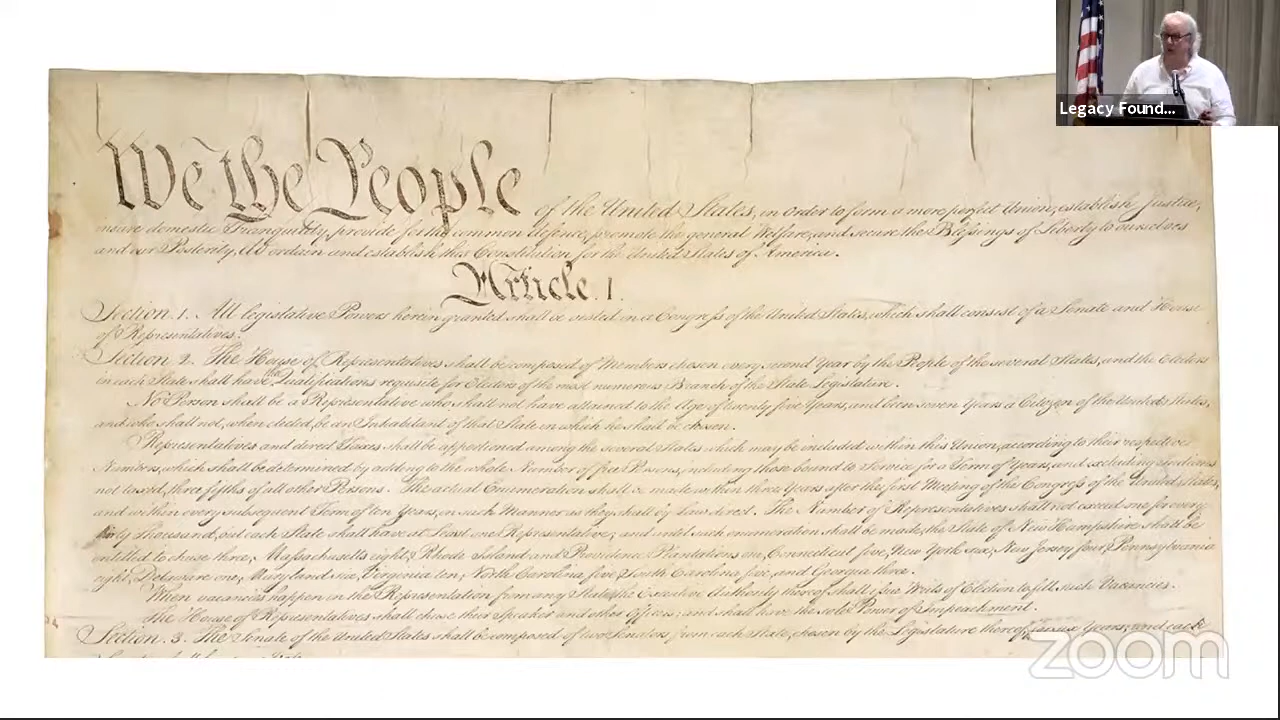 Legacy Found...
We the People of the United States, in Order to form a more perfect Union, establish Justice,
insure domestic Tranquility, provide for the common defence, promote the general Welfare, and secure the Blessings of Liberty to ourselves
and our Posterity, do ordain and establish this Constitution for the United States of America.
Article. I.
Section. 1. All legislative Powers herein granted shall be vested in a Congress of the United States, which shall consist of a Senate and House
of Representatives.
Section. 2. The House of Representatives shall be composed of Members chosen every second Year by the People of the several States, and the Electors
in each State shall have the Qualifications requisite for Electors of the most numerous Branch of the State Legislature.
No Person shall be a Representative who shall not have attained to the Age of twenty five Years, and been seven Years a Citizen of the United States,
and who shall not, when elected, be an Inhabitant of that State in which he shall be chosen.
Representatives and direct Taxes shall be apportioned among the several States which may be included within this Union, according to their respective
Numbers, which shall be determined by adding to the whole Number of free Persons, including those bound to Service for a Term of Years, and excluding Indians
not taxed, three fifths of all other Persons. The actual Enumeration shall be made within three Years after the first Meeting of the Congress of the United States,
and within every subsequent Term of ten Years, in such Manner as they shall by Law direct. The Number of Representatives shall not exceed one for every
thirty Thousand, but each State shall have at Least one Representative; and until such enumeration shall be made, the State of New Hampshire shall be
entitled to chuse three, Massachusetts eight, Rhode Island and Providence Plantations one, Connecticut five, New York six, New Jersey four, Pennsylvania
eight, Delaware one, Maryland six, Virginia ten, North Carolina five, South Carolina five, and Georgia three.
When vacancies happen in the Representation from any State, the Executive Authority thereof shall issue Writs of Election to fill such Vacancies.
The House of Representatives shall chuse their Speaker and other Officers; and shall have the sole Power of Impeachment.
Section. 3. The Senate of the United States shall be composed of two Senators from each State, chosen by the Legislature thereof, for six Years; and each
zoom